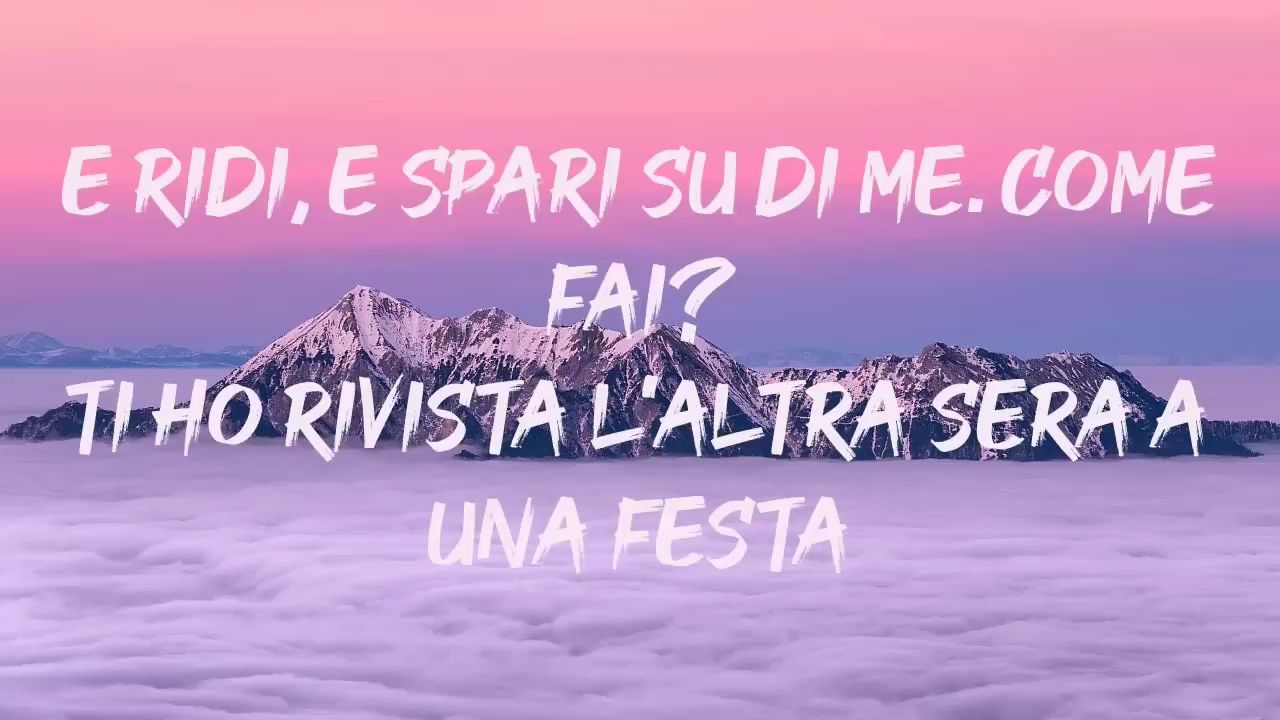 E RIDI, E SPARI SU DI ME. COME
FAI?
TI HO RIVISTA L'ALTRA SERA A
UNA FESTA